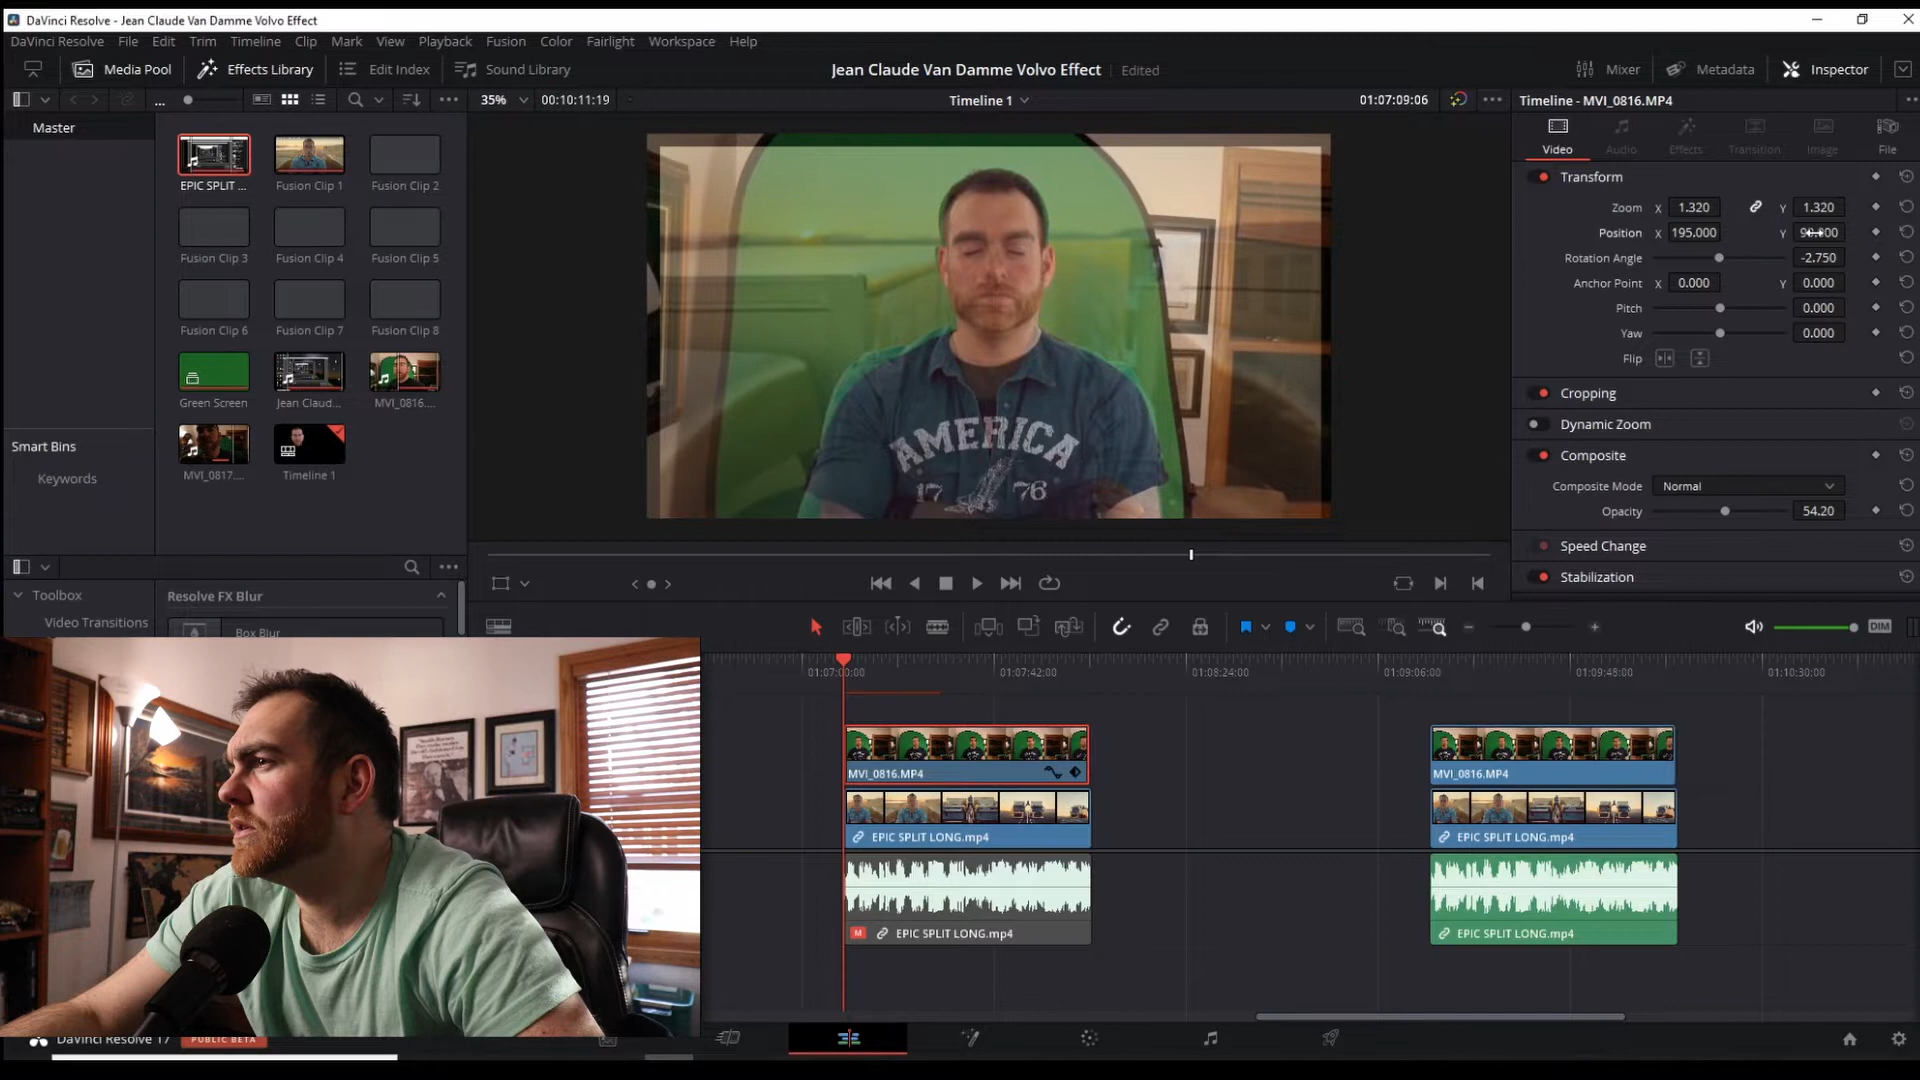 DaVinci Resolve - Jean Claude Van Damme Volvo Effect
DaVinci Resolve File Edit Trim Timeline Clip Mark View Playback Fusion Color Fairlight Workspace Help
Media Pool Effects Library Edit Index Sound Library Jean Claude Van Damme Volvo Effect Edited Mixer Metadata Inspector
... 35% 00:10:11:19 Timeline 1 01:07:09:06 Timeline - MVI_0816.MP4
Master
Video Audio Effects Transition Image File
EPIC SPLIT ... Fusion Clip 1 Fusion Clip 2
Fusion Clip 3 Fusion Clip 4 Fusion Clip 5
Fusion Clip 6 Fusion Clip 7 Fusion Clip 8
Green Screen Jean Claud... MVI_0816....
MVI_0817.... Timeline 1
Smart Bins
Keywords
AMERICA
17 76
Transform
Zoom X 1.320 Y 1.320
Position X 195.000 Y
Rotation Angle -2.750
Anchor Point X 0.000 Y 0.000
Pitch 0.000
Yaw 0.000
Flip
Cropping
Dynamic Zoom
Composite
Composite Mode Normal
Opacity 54.20
Speed Change
Stabilization
Toolbox
Video Transitions
Resolve FX Blur
Box Blur
DIM
01:07:00:00 01:07:42:00 01:08:24:00 01:09:06:00 01:09:48:00 01:10:30:00
MVI_0816.MP4 MVI_0816.MP4
EPIC SPLIT LONG.mp4 EPIC SPLIT LONG.mp4
M EPIC SPLIT LONG.mp4 EPIC SPLIT LONG.mp4
DaVinci Resolve 17 PUBLIC BETA